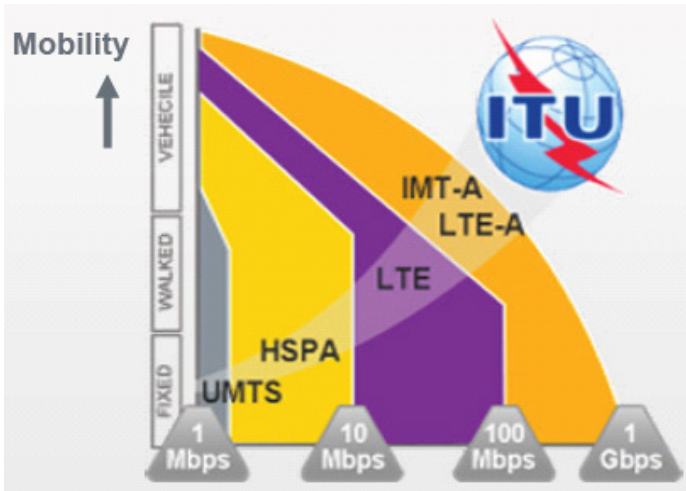 Mobility
VEHECILE
WALKED
FIXED
ITU
IMT-A
LTE-A
LTE
HSPA
UMTS
1
Mbps
10
Mbps
100
Mbps
1
Gbps